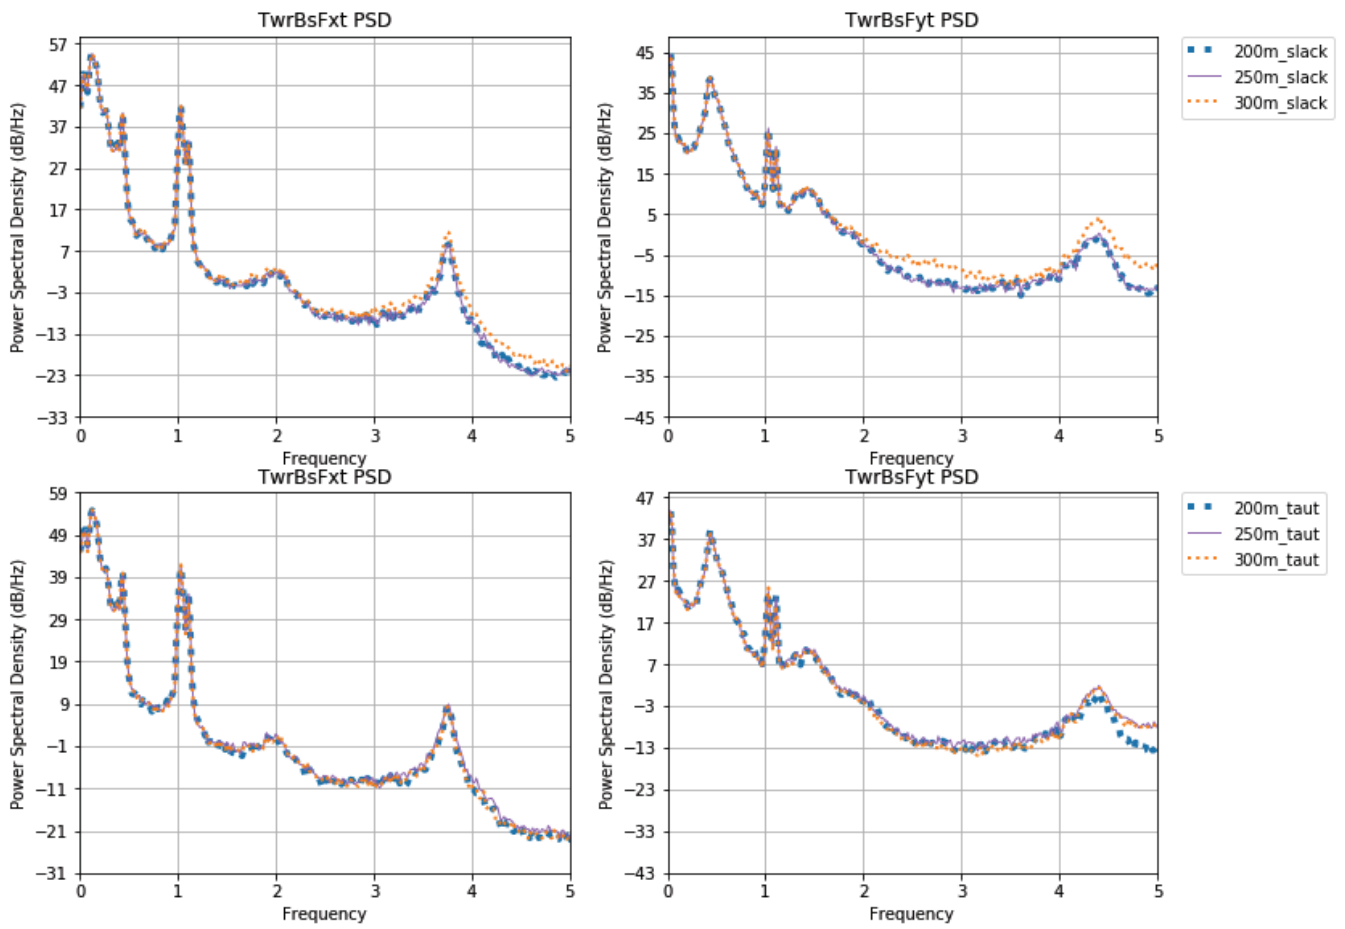 TwrBsFxt PSD
Power Spectral Density (dB/Hz)
57
47
37
27
17
7
−3
−13
−23
−33
0 1 2 3 4 5
Frequency
TwrBsFyt PSD
Power Spectral Density (dB/Hz)
45
35
25
15
5
−5
−15
−25
−35
−45
0 1 2 3 4 5
Frequency
200m_slack
250m_slack
300m_slack
TwrBsFxt PSD
Power Spectral Density (dB/Hz)
59
49
39
29
19
9
−1
−11
−21
−31
0 1 2 3 4 5
Frequency
TwrBsFyt PSD
Power Spectral Density (dB/Hz)
47
37
27
17
7
−3
−13
−23
−33
−43
0 1 2 3 4 5
Frequency
200m_taut
250m_taut
300m_taut